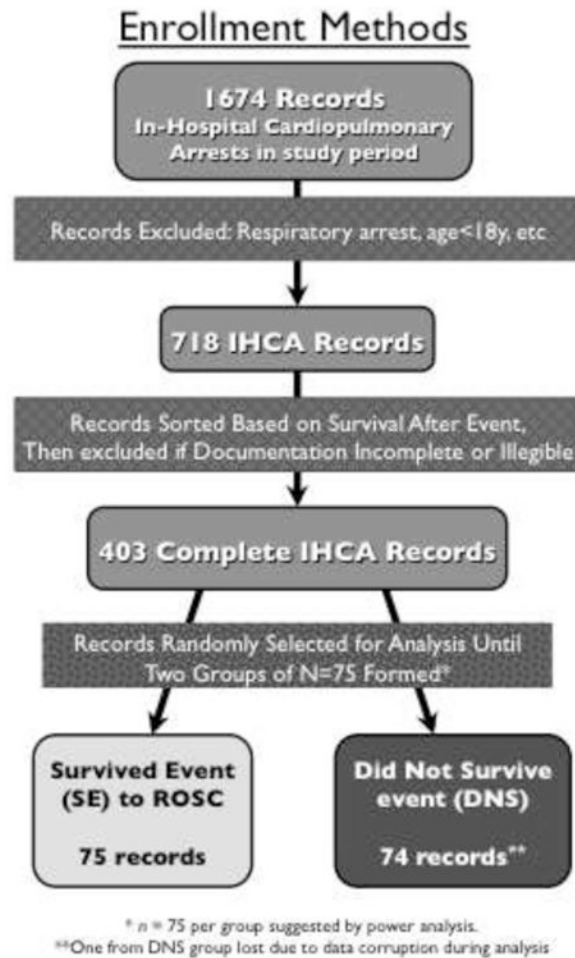 Enrollment Methods
1674 Records
In-Hospital Cardiopulmonary
Arrests in study period
Records Excluded: Respiratory arrest, age<18y, etc
718 IHCA Records
Records Sorted Based on Survival After Event,
Then excluded if Documentation Incomplete or Illegible
403 Complete IHCA Records
Records Randomly Selected for Analysis Until
Two Groups of N=75 Formed*
Survived Event
(SE) to ROSC
75 records
Did Not Survive
event (DNS)
74 records**
* n = 75 per group suggested by power analysis.
**One from DNS group lost due to data corruption during analysis